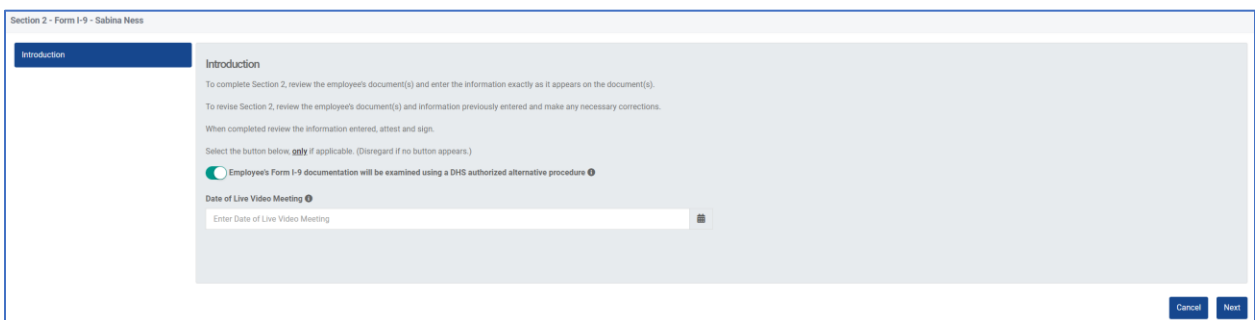 Section 2 - Form I-9 - Sabina Ness
Introduction
Introduction
To complete Section 2, review the employee's document(s) and enter the information exactly as it appears on the document(s).
To revise Section 2, review the employee's document(s) and information previously entered and make any necessary corrections.
When completed review the information entered, attest and sign.
Select the button below, only if applicable. (Disregard if no button appears.)
Employee's Form I-9 documentation will be examined using a DHS authorized alternative procedure
Date of Live Video Meeting
Enter Date of Live Video Meeting
Cancel Next